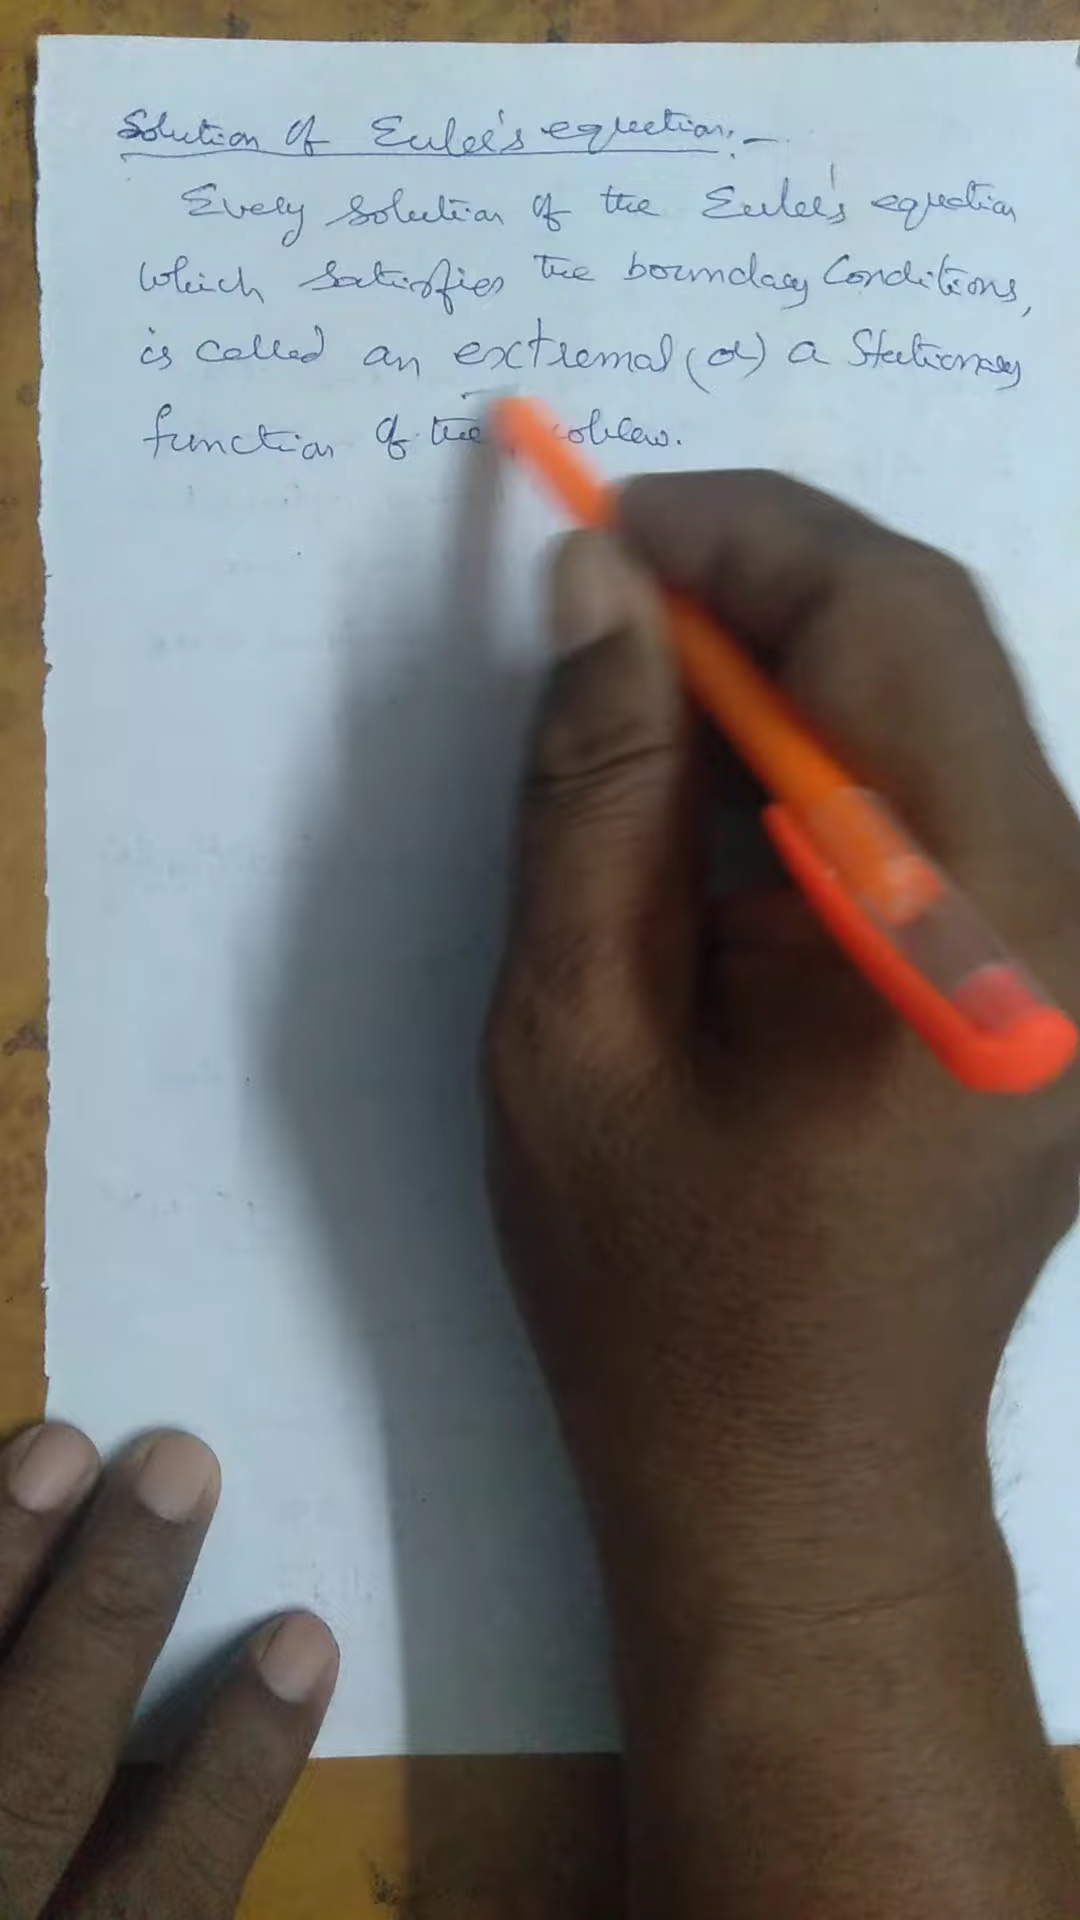 Solution of Euler's equation:-
Every solution of the Euler's equation
which satisfies the boundary Conditions,
is called an extremal (or) a Stationary
function of the problem.